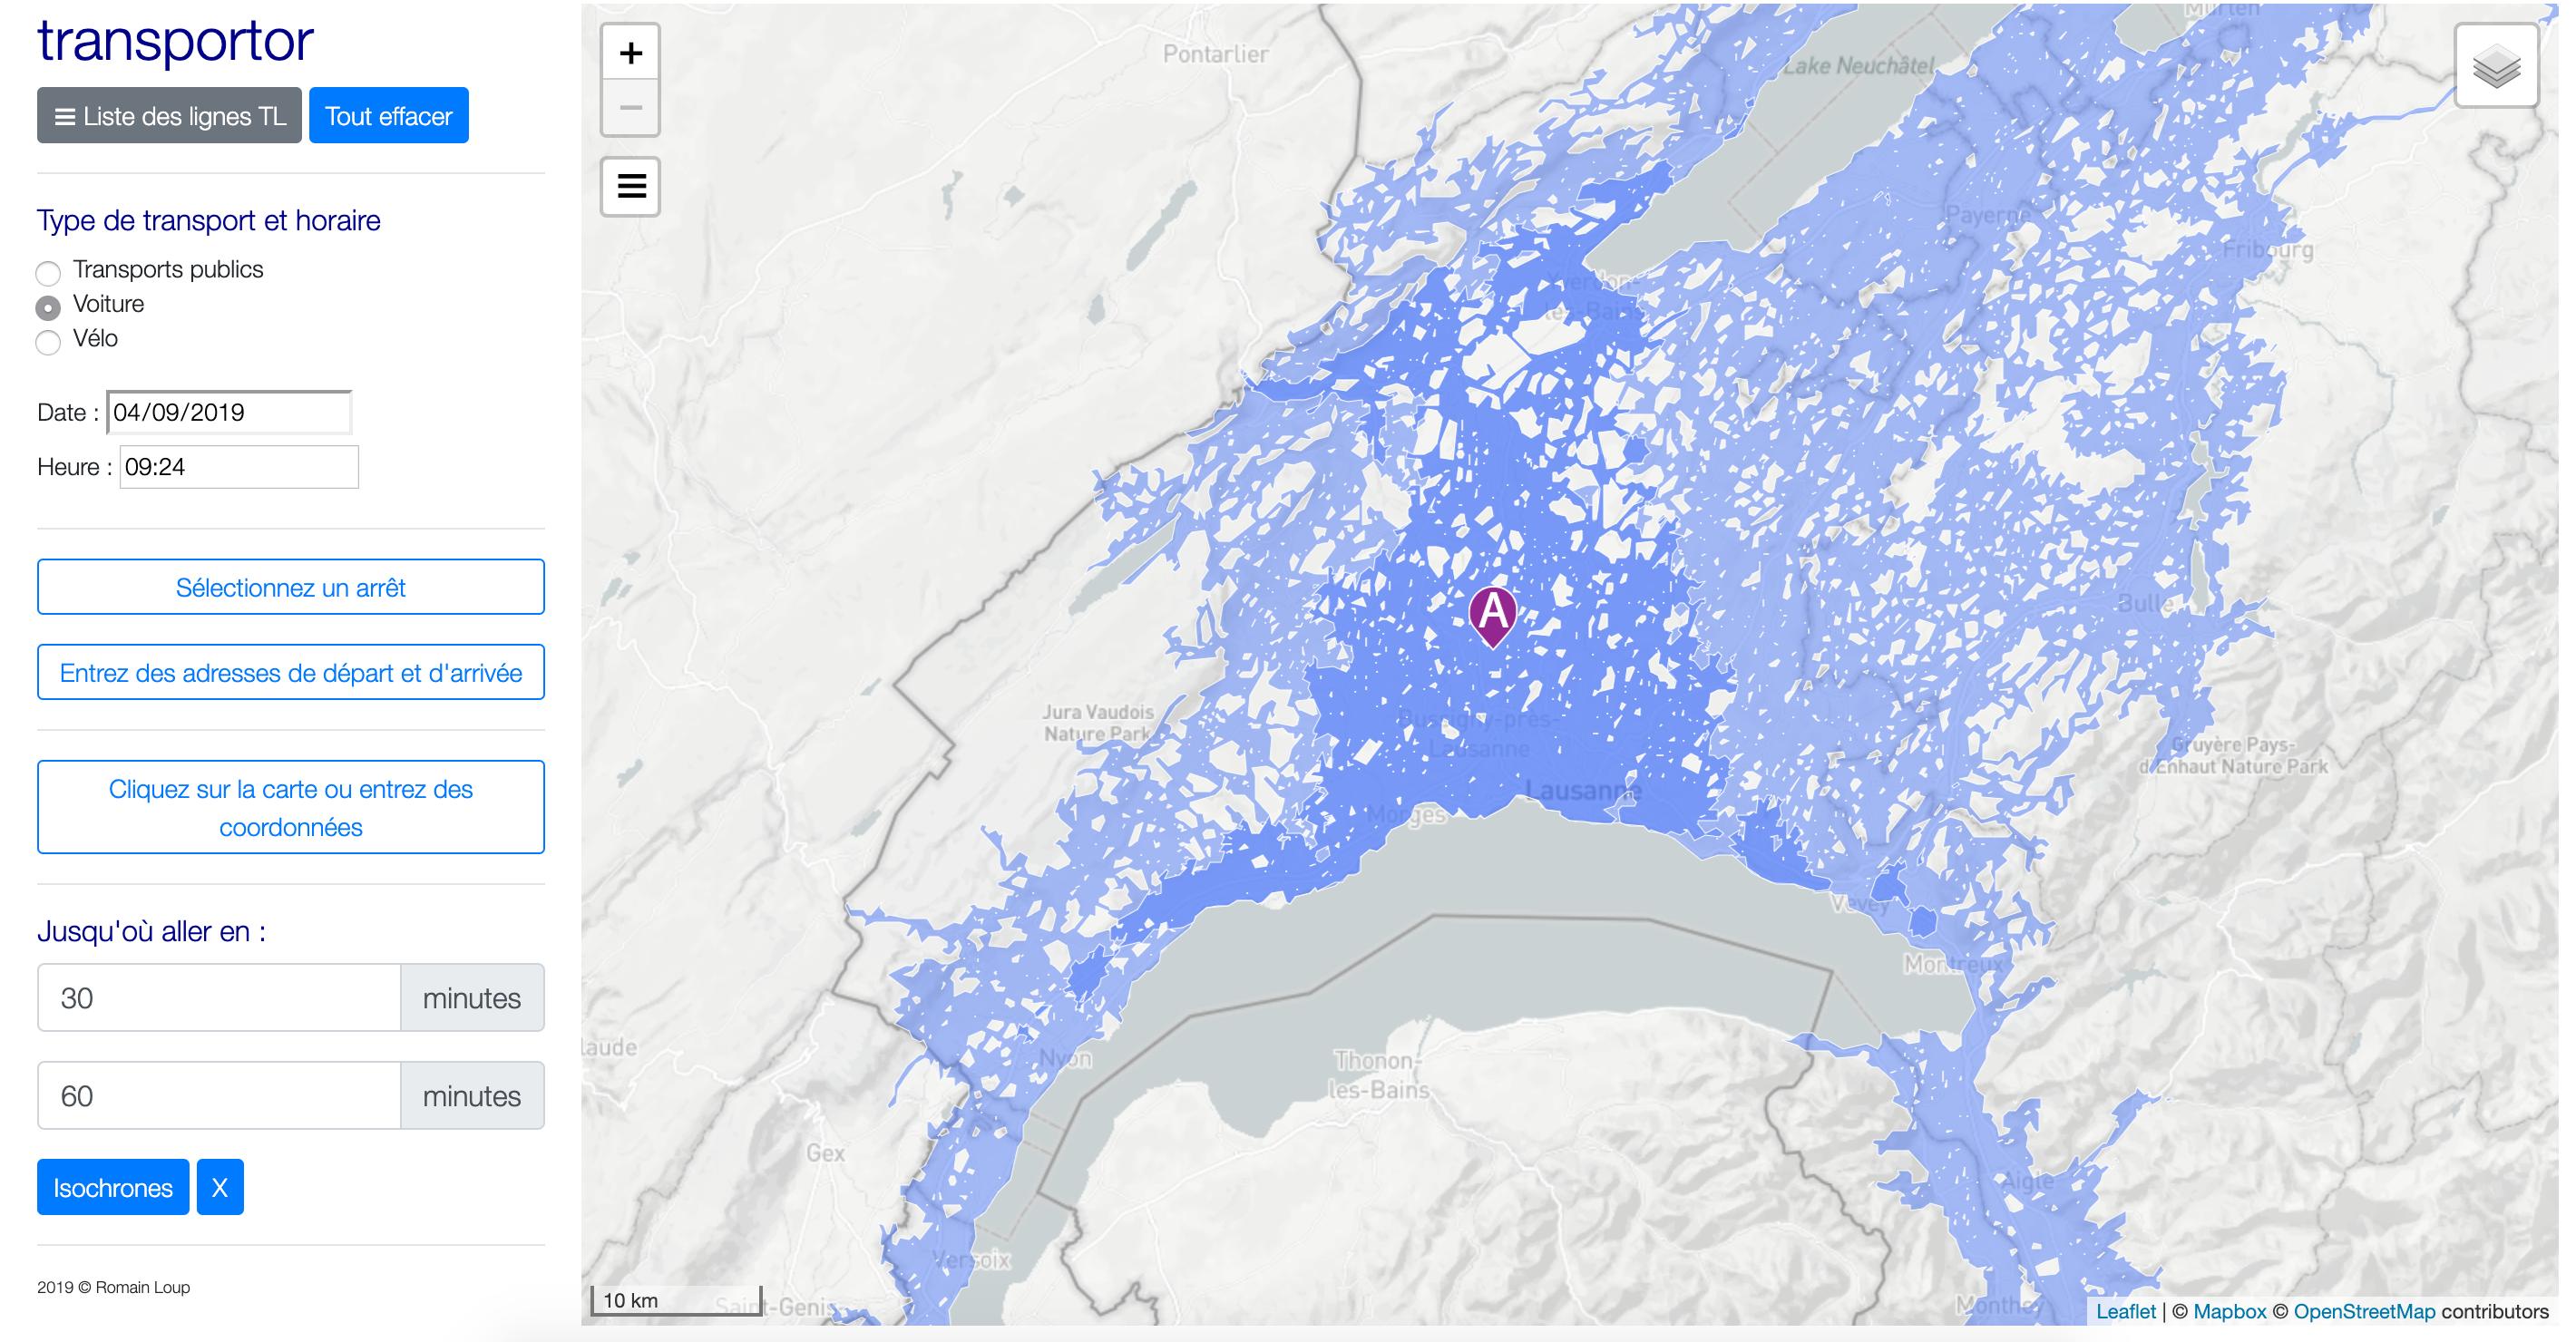 transportor
Liste des lignes TL
Tout effacer
Type de transport et horaire
Transports publics
Voiture
Vélo
Date :
04/09/2019
Heure :
09:24
Sélectionnez un arrêt
Entrez des adresses de départ et d'arrivée
Cliquez sur la carte ou entrez des
coordonnées
Jusqu'où aller en :
30
minutes
60
minutes
Isochrones
X
2019 © Romain Loup
+
−
Pontarlier
Murten
Lake Neuchâtel
Payerne
Fribourg
Yverdon-
les-Bains
A
Bulle
Jura Vaudois
Nature Park
Bussigny-près-
Lausanne
Gruyère Pays-
d'Enhaut Nature Park
Lausanne
Morges
Vevey
Montreux
laude
Nyon
Thonon-
les-Bains
Gex
Aigle
Versoix
10 km
Saint-Genis
Monthey
Leaflet | © Mapbox © OpenStreetMap contributors